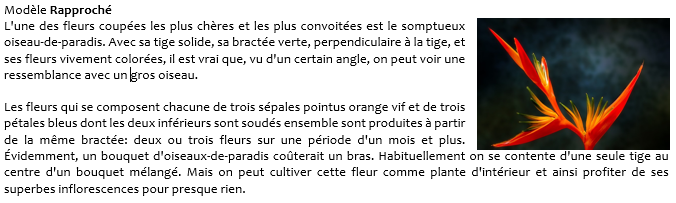 Modèle Rapproché
L'une des fleurs coupées les plus chères et les plus convoitées est le somptueux
oiseau-de-paradis. Avec sa tige solide, sa bractée verte, perpendiculaire à la tige, et
ses fleurs vivement colorées, il est vrai que, vu d'un certain angle, on peut voir une
ressemblance avec un gros oiseau.
Les fleurs qui se composent chacune de trois sépales pointus orange vif et de trois
pétales bleus dont les deux inférieurs sont soudés ensemble sont produites à partir
de la même bractée: deux ou trois fleurs sur une période d'un mois et plus.
Évidemment, un bouquet d'oiseaux-de-paradis coûterait un bras. Habituellement on se contente d'une seule tige au
centre d'un bouquet mélangé. Mais on peut cultiver cette fleur comme plante d'intérieur et ainsi profiter de ses
superbes inflorescences pour presque rien.